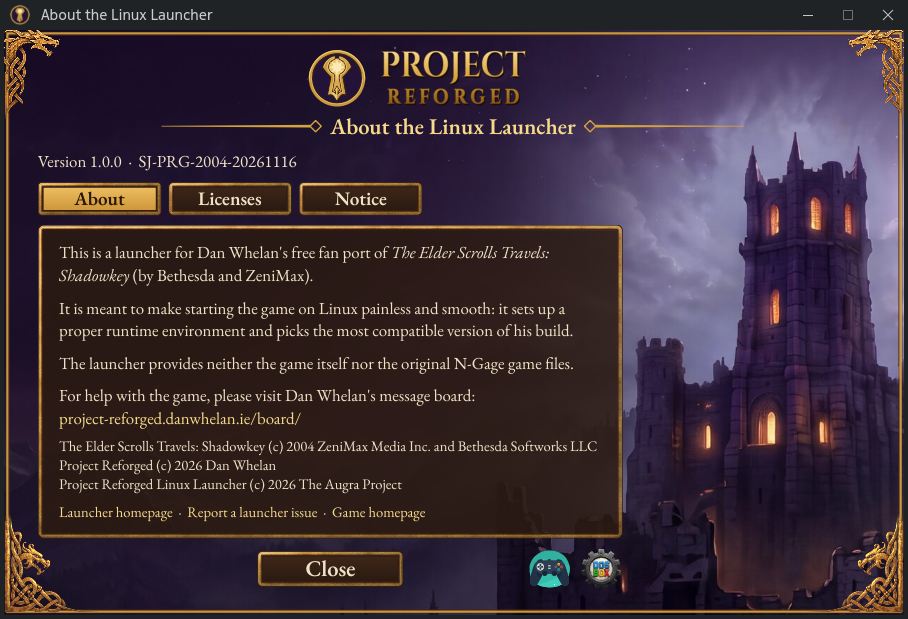 About the Linux Launcher
PROJECT
REFORGED
About the Linux Launcher
Version 1.0.0 · SJ-PRG-2004-20261116
About
Licenses
Notice
This is a launcher for Dan Whelan's free fan port of The Elder Scrolls Travels:
Shadowkey (by Bethesda and ZeniMax).
It is meant to make starting the game on Linux painless and smooth: it sets up a
proper runtime environment and picks the most compatible version of his build.
The launcher provides neither the game itself nor the original N-Gage game files.
For help with the game, please visit Dan Whelan's message board:
project-reforged.danwhelan.ie/board/
The Elder Scrolls Travels: Shadowkey (c) 2004 ZeniMax Media Inc. and Bethesda Softworks LLC
Project Reforged (c) 2026 Dan Whelan
Project Reforged Linux Launcher (c) 2026 The Augra Project
Launcher homepage · Report a launcher issue · Game homepage
Close